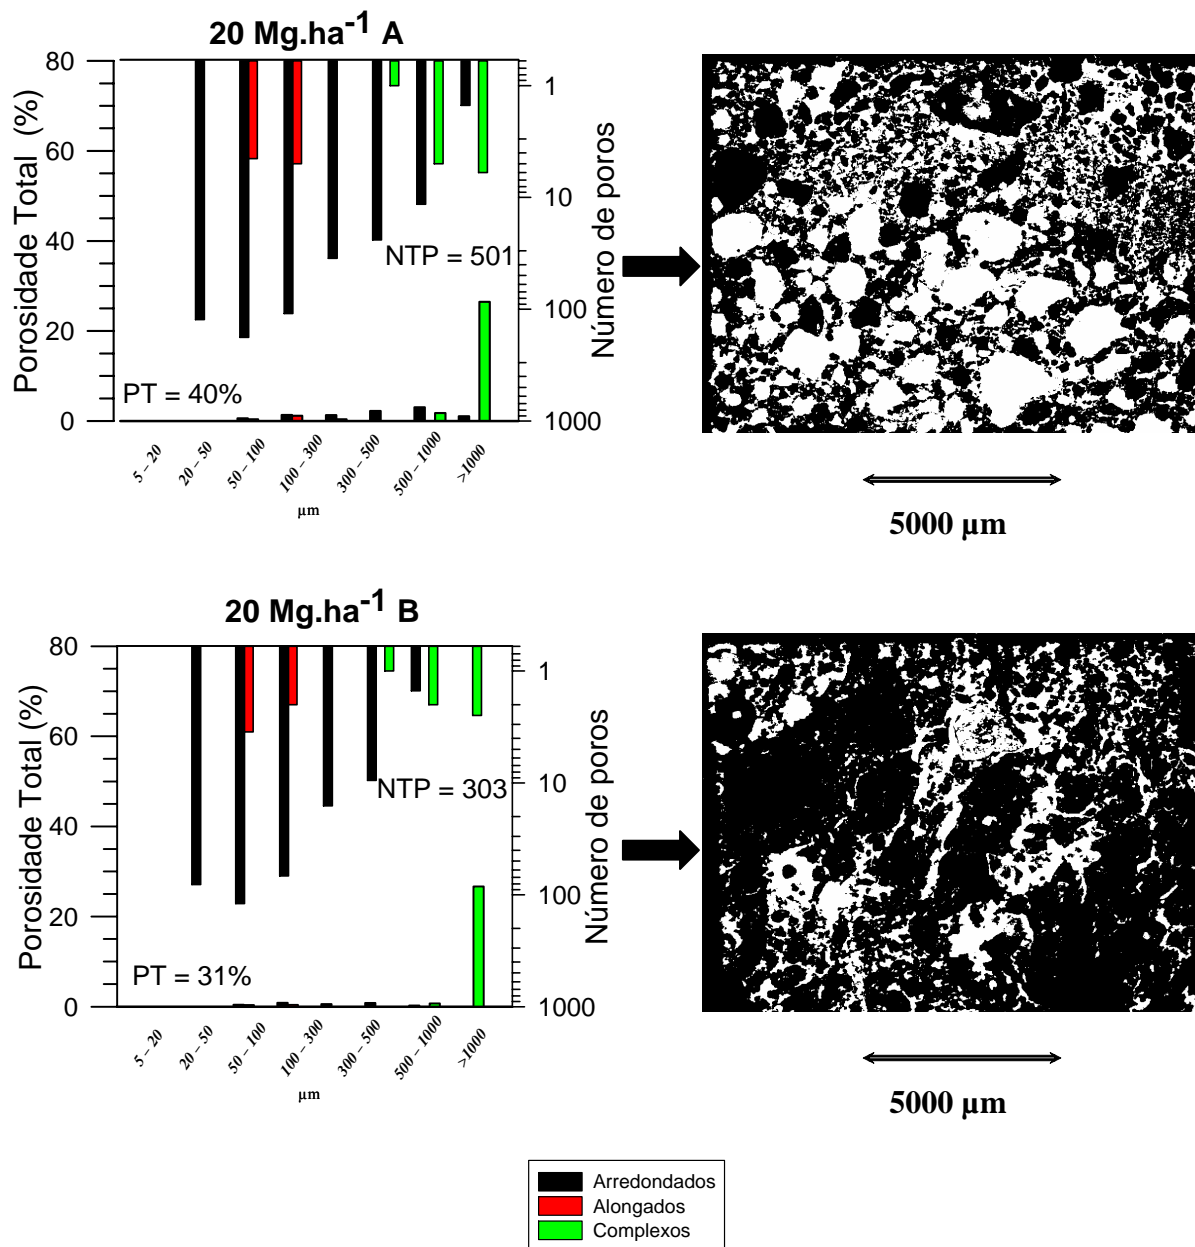 20 Mg.ha-1 A
Porosidade Total (%)
80
60
40
20
0
1
10
100
1000
Número de poros
NTP = 501
PT = 40%
5 – 20
20 – 50
50 – 100
100 – 300
300 – 500
500 – 1000
>1000
µm
5000 µm
20 Mg.ha-1 B
Porosidade Total (%)
80
60
40
20
0
1
10
100
1000
Número de poros
NTP = 303
PT = 31%
5 – 20
20 – 50
50 – 100
100 – 300
300 – 500
500 – 1000
>1000
µm
5000 µm
Arredondados
Alongados
Complexos